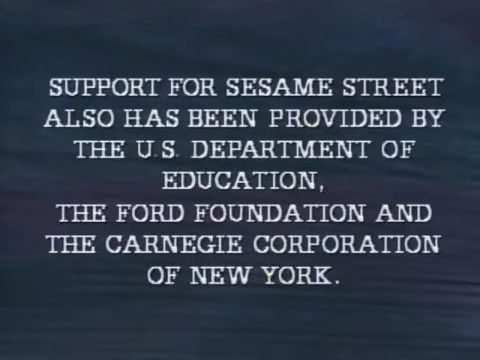 SUPPORT FOR SESAME STREET
ALSO HAS BEEN PROVIDED BY
THE U.S. DEPARTMENT OF
EDUCATION,
THE FORD FOUNDATION AND
THE CARNEGIE CORPORATION
OF NEW YORK.